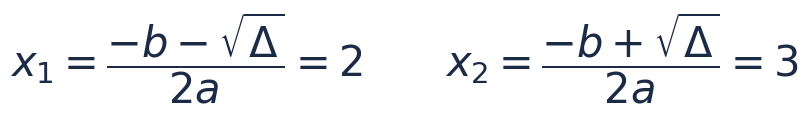 x₁ = (−b − √Δ) / 2a = 2    x₂ = (−b + √Δ) / 2a = 3